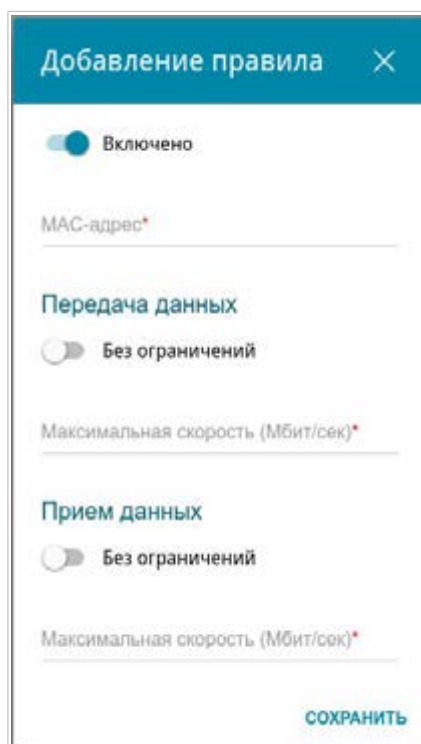 Добавление правила
Включено
MAC-адрес*
Передача данных
Без ограничений
Максимальная скорость (Мбит/сек)*
Прием данных
Без ограничений
Максимальная скорость (Мбит/сек)*
СОХРАНИТЬ